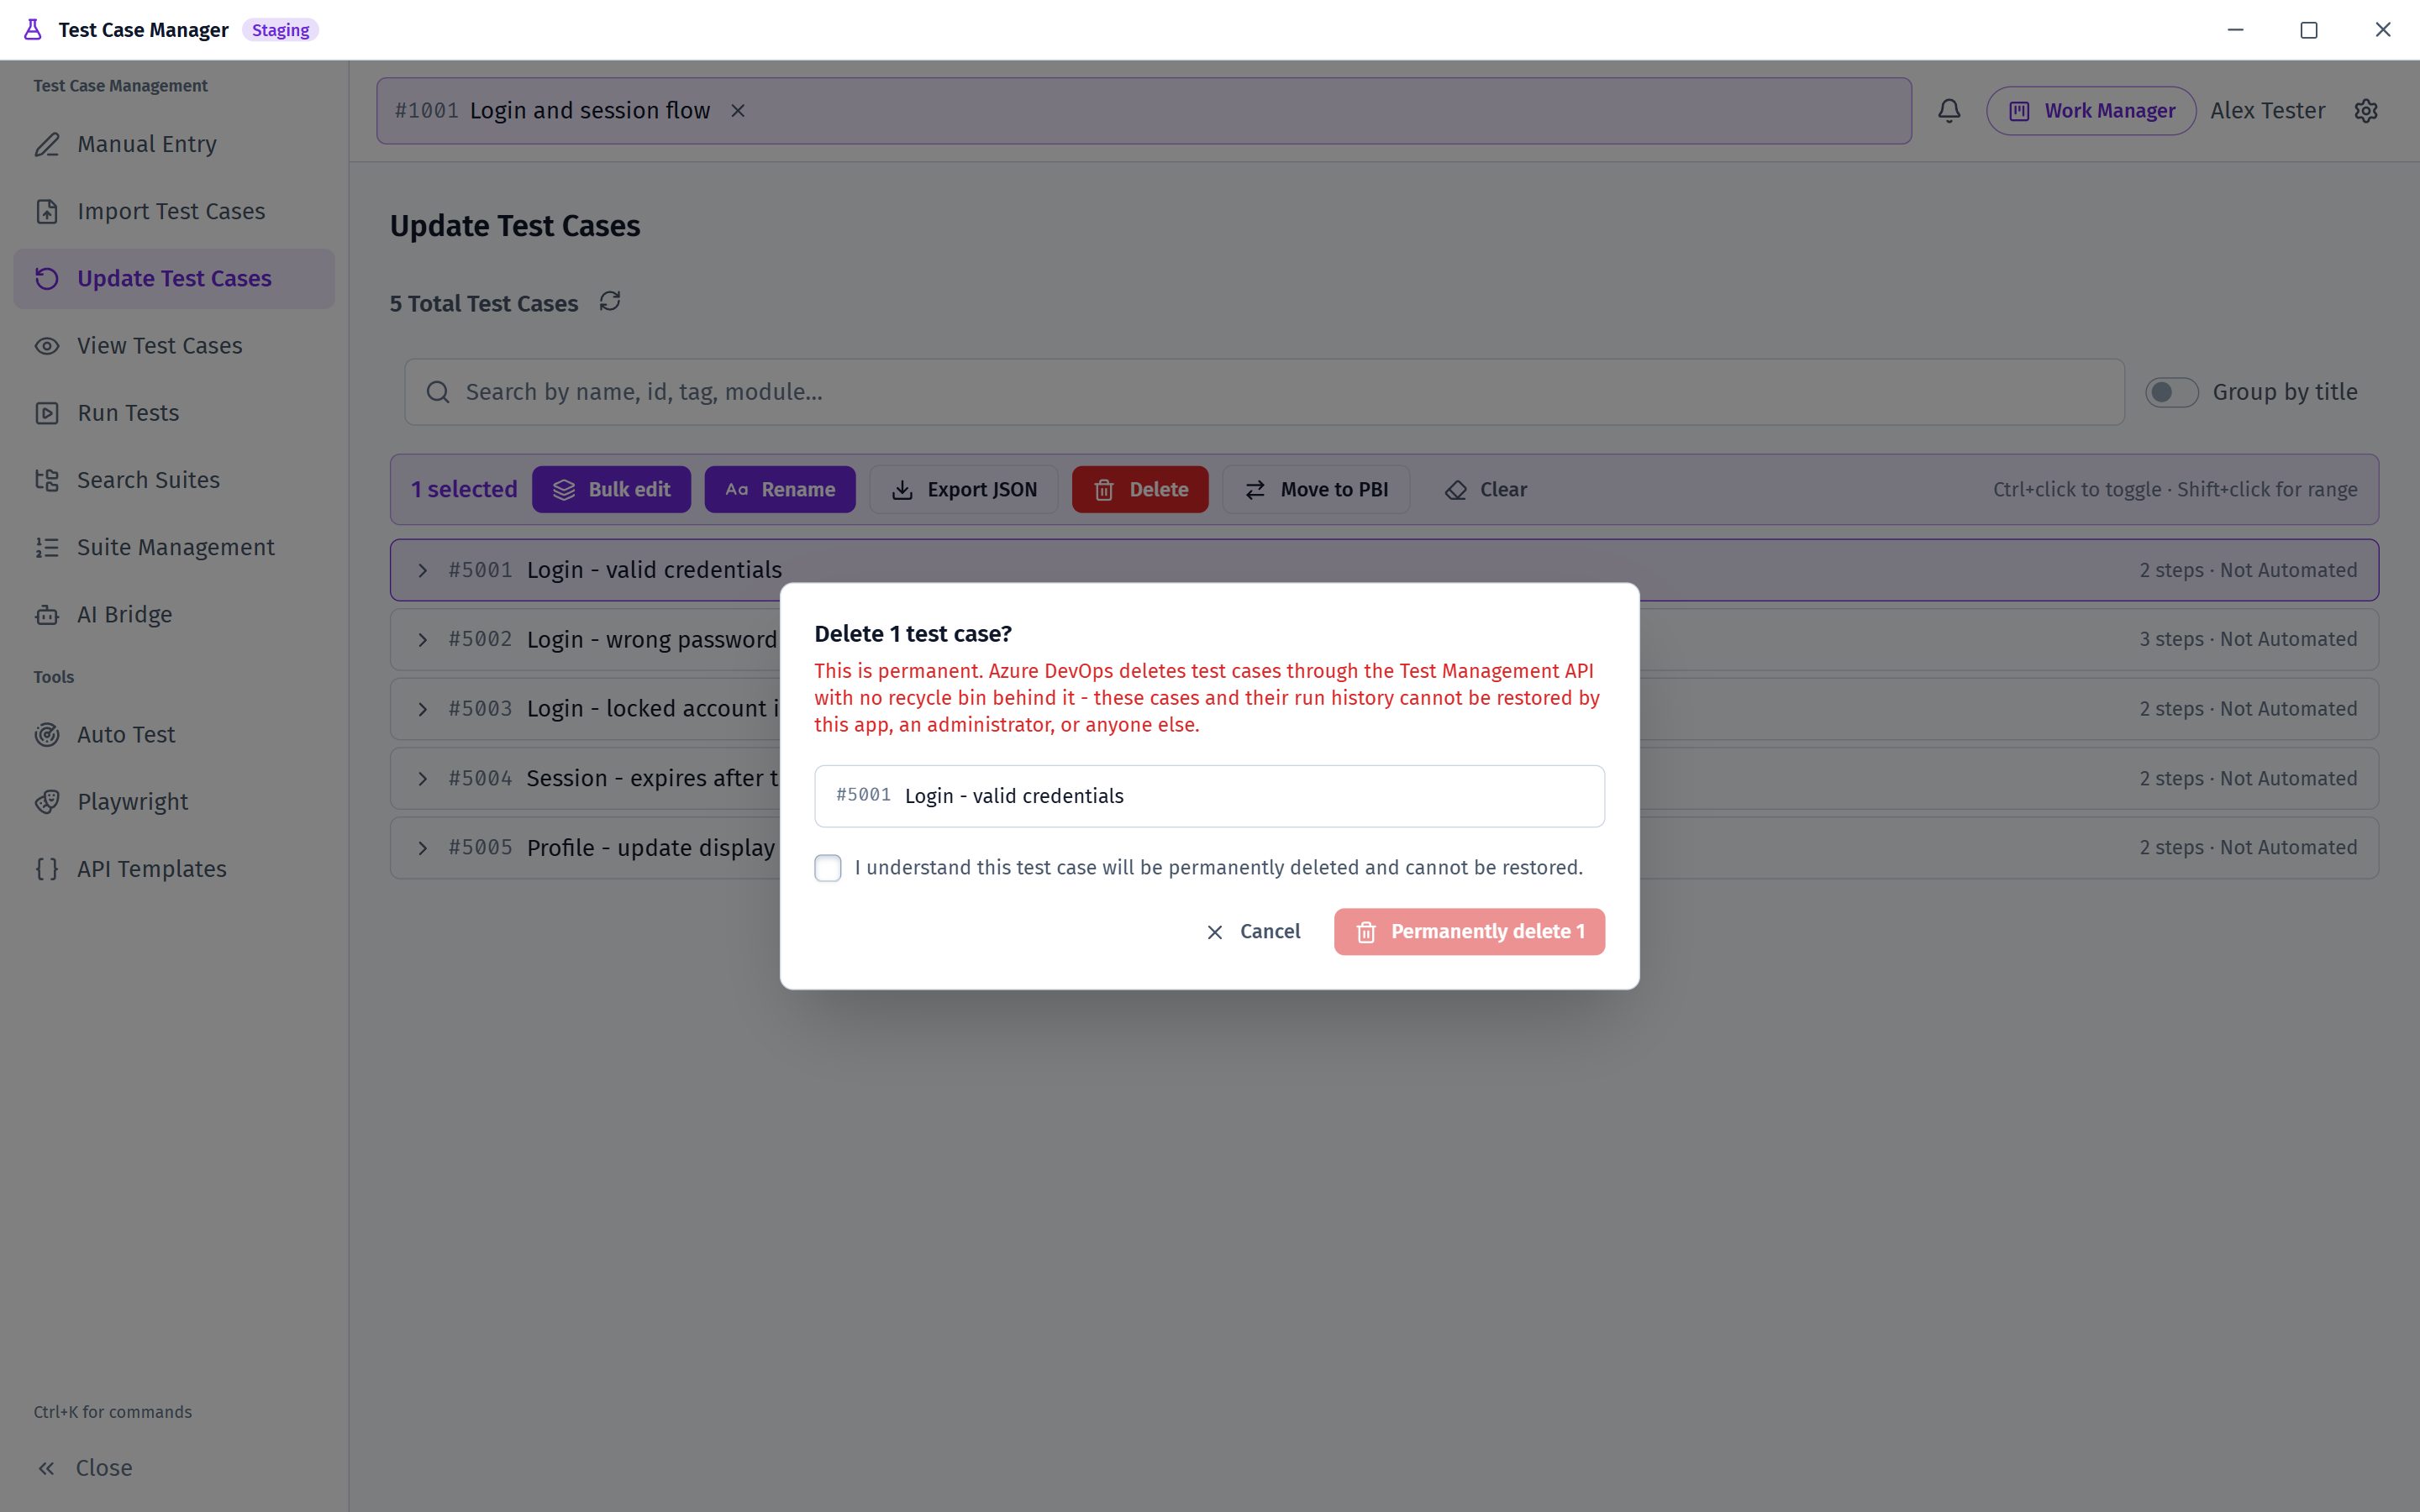 Test Case Manager Staging
Test Case Management
Manual Entry
Import Test Cases
Update Test Cases
View Test Cases
Run Tests
Search Suites
Suite Management
AI Bridge
Tools
Auto Test
Playwright
API Templates
Ctrl+K for commands
Close
#1001 Login and session flow
Work Manager
Alex Tester
Update Test Cases
5 Total Test Cases
Search by name, id, tag, module...
Group by title
1 selected
Bulk edit
Aa Rename
Export JSON
Delete
Move to PBI
Clear
Ctrl+click to toggle · Shift+click for range
#5001 Login - valid credentials 2 steps · Not Automated
#5002 Login - wrong password 3 steps · Not Automated
#5003 Login - locked account i 2 steps · Not Automated
#5004 Session - expires after t 2 steps · Not Automated
#5005 Profile - update display 2 steps · Not Automated
Delete 1 test case?
This is permanent. Azure DevOps deletes test cases through the Test Management API
with no recycle bin behind it - these cases and their run history cannot be restored by
this app, an administrator, or anyone else.
#5001 Login - valid credentials
I understand this test case will be permanently deleted and cannot be restored.
Cancel
Permanently delete 1